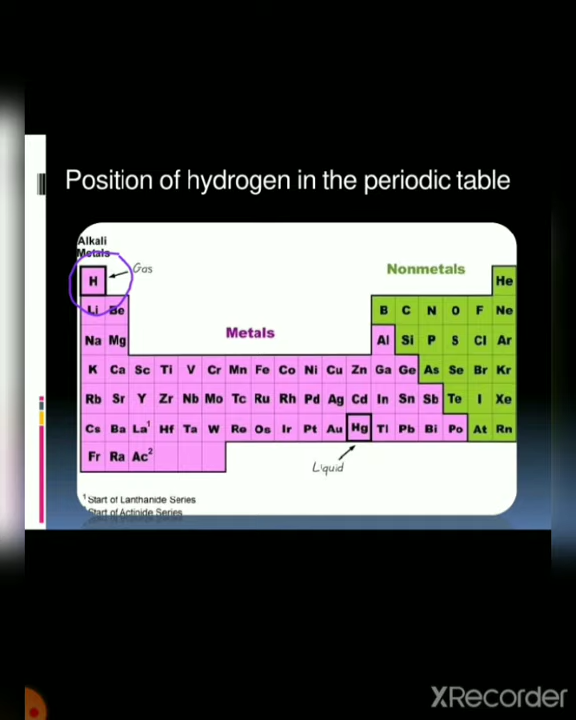 Position of hydrogen in the periodic table
Alkali
Metals
Gas
Nonmetals
H He
Li Be B C N O F Ne
Metals
Na Mg Al Si P S Cl Ar
K Ca Sc Ti V Cr Mn Fe Co Ni Cu Zn Ga Ge As Se Br Kr
Rb Sr Y Zr Nb Mo Tc Ru Rh Pd Ag Cd In Sn Sb Te I Xe
Cs Ba La¹ Hf Ta W Re Os Ir Pt Au Hg Tl Pb Bi Po At Rn
Fr Ra Ac²
Liquid
¹ Start of Lanthanide Series
Start of Actinide Series
XRecorder